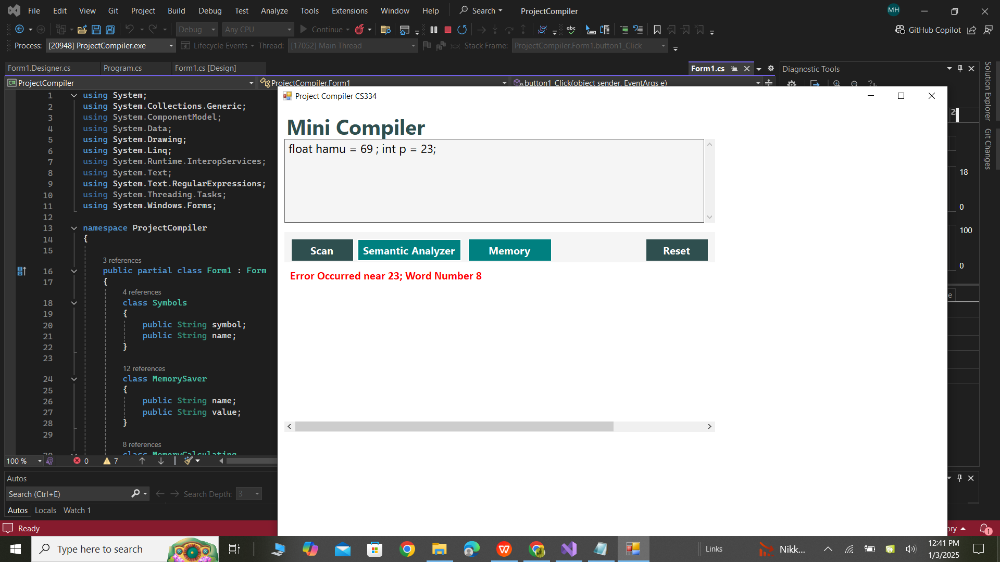 File Edit View Git Project Build Debug Test Analyze Tools Extensions Window Help Search ProjectCompiler MH
Debug Any CPU Continue GitHub Copilot
Process: [20948] ProjectCompiler.exe Lifecycle Events Thread: [17052] Main Thread Stack Frame: ProjectCompiler.Form1.button1_Click
Form1.Designer.cs Program.cs Form1.cs [Design] Form1.cs Diagnostic Tools
ProjectCompiler ProjectCompiler.Form1 button1_Click(object sender, EventArgs e)
Solution Explorer
Git Changes
1 using System;
2 using System.Collections.Generic;
3 using System.ComponentModel;
4 using System.Data;
5 using System.Drawing;
6 using System.Linq;
7 using System.Runtime.InteropServices;
8 using System.Text;
9 using System.Text.RegularExpressions;
10 using System.Threading.Tasks;
11 using System.Windows.Forms;
12
13 namespace ProjectCompiler
14 {
15
3 references
16 public partial class Form1 : Form
17 {
4 references
18 class Symbols
19 {
20 public String symbol;
21 public String name;
22 }
23
12 references
24 class MemorySaver
25 {
26 public String name;
27 public String value;
28 }
29
8 references
30 class MemoryCalculating
Project Compiler CS334
Mini Compiler
float hamu = 69 ; int p = 23;
Scan Semantic Analyzer Memory Reset
Error Occurred near 23; Word Number 8
18
0
100
0
100 % 0 7
Autos
Search (Ctrl+E) Search Depth: 3
Autos Locals Watch 1
Ready
1
Type here to search
Links
Nikk...
12:41 PM
1/3/2025